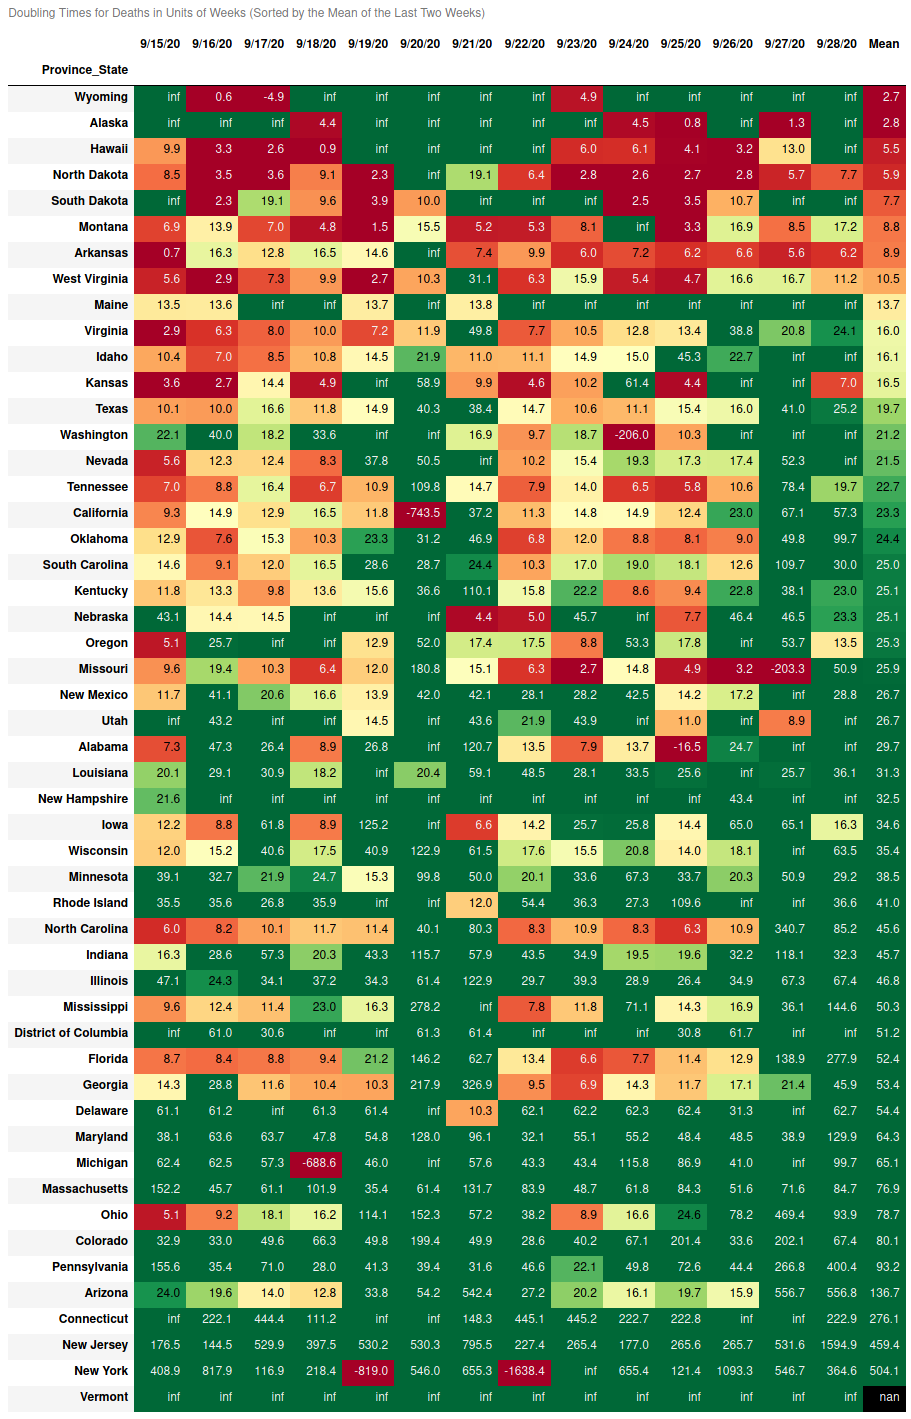 Doubling Times for Deaths in Units of Weeks (Sorted by the Mean of the Last Two Weeks)
9/15/20 9/16/20 9/17/20 9/18/20 9/19/20 9/20/20 9/21/20 9/22/20 9/23/20 9/24/20 9/25/20 9/26/20 9/27/20 9/28/20 Mean
Province_State
Wyoming inf 0.6 -4.9 inf inf inf inf inf 4.9 inf inf inf inf inf 2.7
Alaska inf inf inf 4.4 inf inf inf inf inf 4.5 0.8 inf 1.3 inf 2.8
Hawaii 9.9 3.3 2.6 0.9 inf inf inf inf 6.0 6.1 4.1 3.2 13.0 inf 5.5
North Dakota 8.5 3.5 3.6 9.1 2.3 inf 19.1 6.4 2.8 2.6 2.7 2.8 5.7 7.7 5.9
South Dakota inf 2.3 19.1 9.6 3.9 10.0 inf inf inf 2.5 3.5 10.7 inf inf 7.7
Montana 6.9 13.9 7.0 4.8 1.5 15.5 5.2 5.3 8.1 inf 3.3 16.9 8.5 17.2 8.8
Arkansas 0.7 16.3 12.8 16.5 14.6 inf 7.4 9.9 6.0 7.2 6.2 6.6 5.6 6.2 8.9
West Virginia 5.6 2.9 7.3 9.9 2.7 10.3 31.1 6.3 15.9 5.4 4.7 16.6 16.7 11.2 10.5
Maine 13.5 13.6 inf inf 13.7 inf 13.8 inf inf inf inf inf inf inf 13.7
Virginia 2.9 6.3 8.0 10.0 7.2 11.9 49.8 7.7 10.5 12.8 13.4 38.8 20.8 24.1 16.0
Idaho 10.4 7.0 8.5 10.8 14.5 21.9 11.0 11.1 14.9 15.0 45.3 22.7 inf inf 16.1
Kansas 3.6 2.7 14.4 4.9 inf 58.9 9.9 4.6 10.2 61.4 4.4 inf inf 7.0 16.5
Texas 10.1 10.0 16.6 11.8 14.9 40.3 38.4 14.7 10.6 11.1 15.4 16.0 41.0 25.2 19.7
Washington 22.1 40.0 18.2 33.6 inf inf 16.9 9.7 18.7 -206.0 10.3 inf inf inf 21.2
Nevada 5.6 12.3 12.4 8.3 37.8 50.5 inf 10.2 15.4 19.3 17.3 17.4 52.3 inf 21.5
Tennessee 7.0 8.8 16.4 6.7 10.9 109.8 14.7 7.9 14.0 6.5 5.8 10.6 78.4 19.7 22.7
California 9.3 14.9 12.9 16.5 11.8 -743.5 37.2 11.3 14.8 14.9 12.4 23.0 67.1 57.3 23.3
Oklahoma 12.9 7.6 15.3 10.3 23.3 31.2 46.9 6.8 12.0 8.8 8.1 9.0 49.8 99.7 24.4
South Carolina 14.6 9.1 12.0 16.5 28.6 28.7 24.4 10.3 17.0 19.0 18.1 12.6 109.7 30.0 25.0
Kentucky 11.8 13.3 9.8 13.6 15.6 36.6 110.1 15.8 22.2 8.6 9.4 22.8 38.1 23.0 25.1
Nebraska 43.1 14.4 14.5 inf inf inf 4.4 5.0 45.7 inf 7.7 46.4 46.5 23.3 25.1
Oregon 5.1 25.7 inf inf 12.9 52.0 17.4 17.5 8.8 53.3 17.8 inf 53.7 13.5 25.3
Missouri 9.6 19.4 10.3 6.4 12.0 180.8 15.1 6.3 2.7 14.8 4.9 3.2 -203.3 50.9 25.9
New Mexico 11.7 41.1 20.6 16.6 13.9 42.0 42.1 28.1 28.2 42.5 14.2 17.2 inf 28.8 26.7
Utah inf 43.2 inf inf 14.5 inf 43.6 21.9 43.9 inf 11.0 inf 8.9 inf 26.7
Alabama 7.3 47.3 26.4 8.9 26.8 inf 120.7 13.5 7.9 13.7 -16.5 24.7 inf inf 29.7
Louisiana 20.1 29.1 30.9 18.2 inf 20.4 59.1 48.5 28.1 33.5 25.6 inf 25.7 36.1 31.3
New Hampshire 21.6 inf inf inf inf inf inf inf inf inf inf 43.4 inf inf 32.5
Iowa 12.2 8.8 61.8 8.9 125.2 inf 6.6 14.2 25.7 25.8 14.4 65.0 65.1 16.3 34.6
Wisconsin 12.0 15.2 40.6 17.5 40.9 122.9 61.5 17.6 15.5 20.8 14.0 18.1 inf 63.5 35.4
Minnesota 39.1 32.7 21.9 24.7 15.3 99.8 50.0 20.1 33.6 67.3 33.7 20.3 50.9 29.2 38.5
Rhode Island 35.5 35.6 26.8 35.9 inf inf 12.0 54.4 36.3 27.3 109.6 inf inf 36.6 41.0
North Carolina 6.0 8.2 10.1 11.7 11.4 40.1 80.3 8.3 10.9 8.3 6.3 10.9 340.7 85.2 45.6
Indiana 16.3 28.6 57.3 20.3 43.3 115.7 57.9 43.5 34.9 19.5 19.6 32.2 118.1 32.3 45.7
Illinois 47.1 24.3 34.1 37.2 34.3 61.4 122.9 29.7 39.3 28.9 26.4 34.9 67.3 67.4 46.8
Mississippi 9.6 12.4 11.4 23.0 16.3 278.2 inf 7.8 11.8 71.1 14.3 16.9 36.1 144.6 50.3
District of Columbia inf 61.0 30.6 inf inf 61.3 61.4 inf inf inf 30.8 61.7 inf inf 51.2
Florida 8.7 8.4 8.8 9.4 21.2 146.2 62.7 13.4 6.6 7.7 11.4 12.9 138.9 277.9 52.4
Georgia 14.3 28.8 11.6 10.4 10.3 217.9 326.9 9.5 6.9 14.3 11.7 17.1 21.4 45.9 53.4
Delaware 61.1 61.2 inf 61.3 61.4 inf 10.3 62.1 62.2 62.3 62.4 31.3 inf 62.7 54.4
Maryland 38.1 63.6 63.7 47.8 54.8 128.0 96.1 32.1 55.1 55.2 48.4 48.5 38.9 129.9 64.3
Michigan 62.4 62.5 57.3 -688.6 46.0 inf 57.6 43.3 43.4 115.8 86.9 41.0 inf 99.7 65.1
Massachusetts 152.2 45.7 61.1 101.9 35.4 61.4 131.7 83.9 48.7 61.8 84.3 51.6 71.6 84.7 76.9
Ohio 5.1 9.2 18.1 16.2 114.1 152.3 57.2 38.2 8.9 16.6 24.6 78.2 469.4 93.9 78.7
Colorado 32.9 33.0 49.6 66.3 49.8 199.4 49.9 28.6 40.2 67.1 201.4 33.6 202.1 67.4 80.1
Pennsylvania 155.6 35.4 71.0 28.0 41.3 39.4 31.6 46.6 22.1 49.8 72.6 44.4 266.8 400.4 93.2
Arizona 24.0 19.6 14.0 12.8 33.8 54.2 542.4 27.2 20.2 16.1 19.7 15.9 556.7 556.8 136.7
Connecticut inf 222.1 444.4 111.2 inf inf 148.3 445.1 445.2 222.7 222.8 inf inf 222.9 276.1
New Jersey 176.5 144.5 529.9 397.5 530.2 530.3 795.5 227.4 265.4 177.0 265.6 265.7 531.6 1594.9 459.4
New York 408.9 817.9 116.9 218.4 -819.0 546.0 655.3 -1638.4 inf 655.4 121.4 1093.3 546.7 364.6 504.1
Vermont inf inf inf inf inf inf inf inf inf inf inf inf inf inf nan